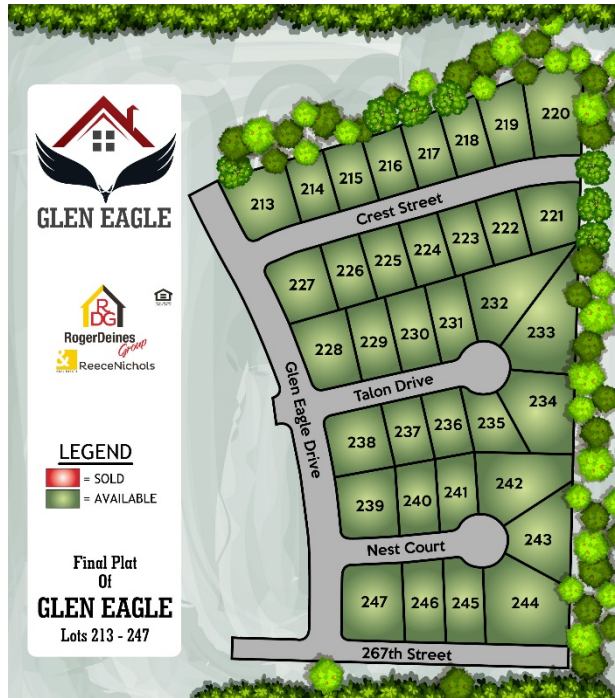 GLEN EAGLE
RDG
RogerDeines
Group
&
ReeceNichols
LEGEND
= SOLD
= AVAILABLE
Final Plat
Of
GLEN EAGLE
Lots 213 - 247
213
214
215
216
217
218
219
220
Crest Street
227
226
225
224
223
222
221
228
229
230
231
232
233
Glen Eagle Drive
Talon Drive
238
237
236
235
234
239
240
241
242
Nest Court
243
247
246
245
244
267th Street